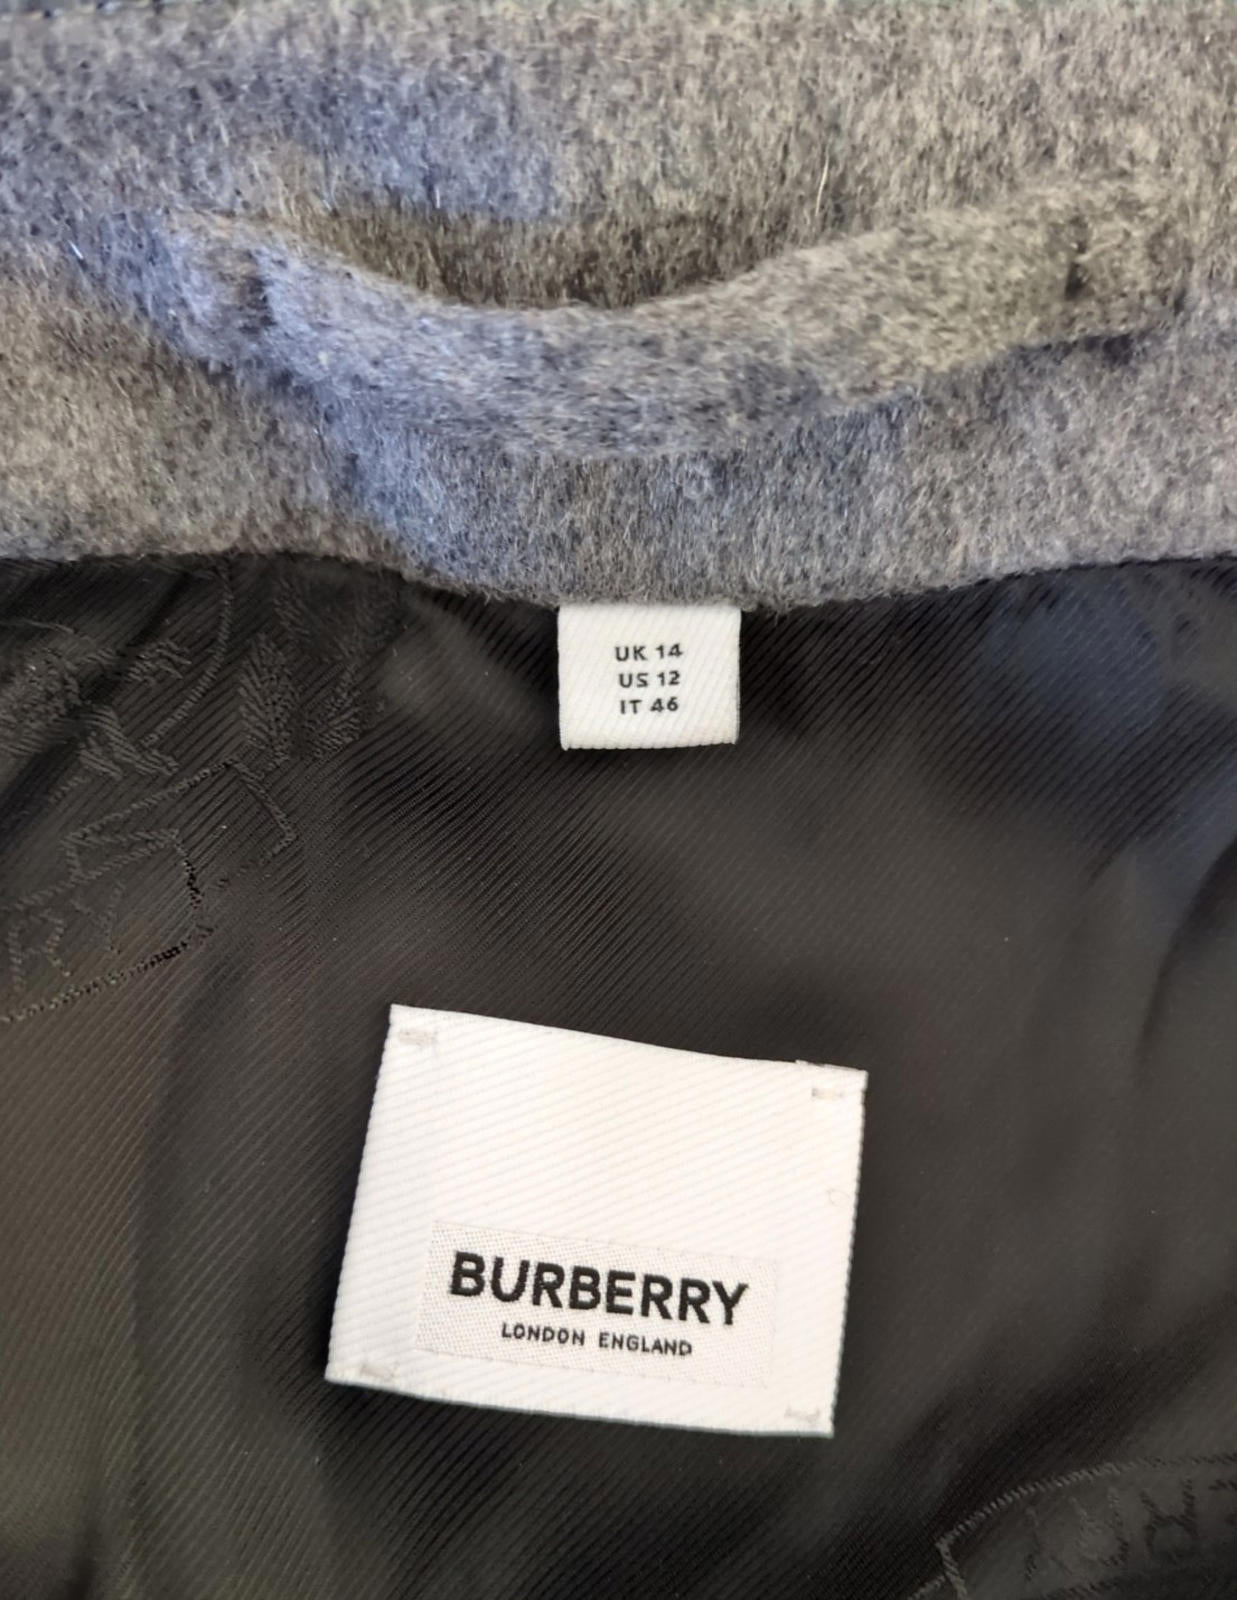 UK 14
US 12
IT 46
BURBERRY
LONDON ENGLAND